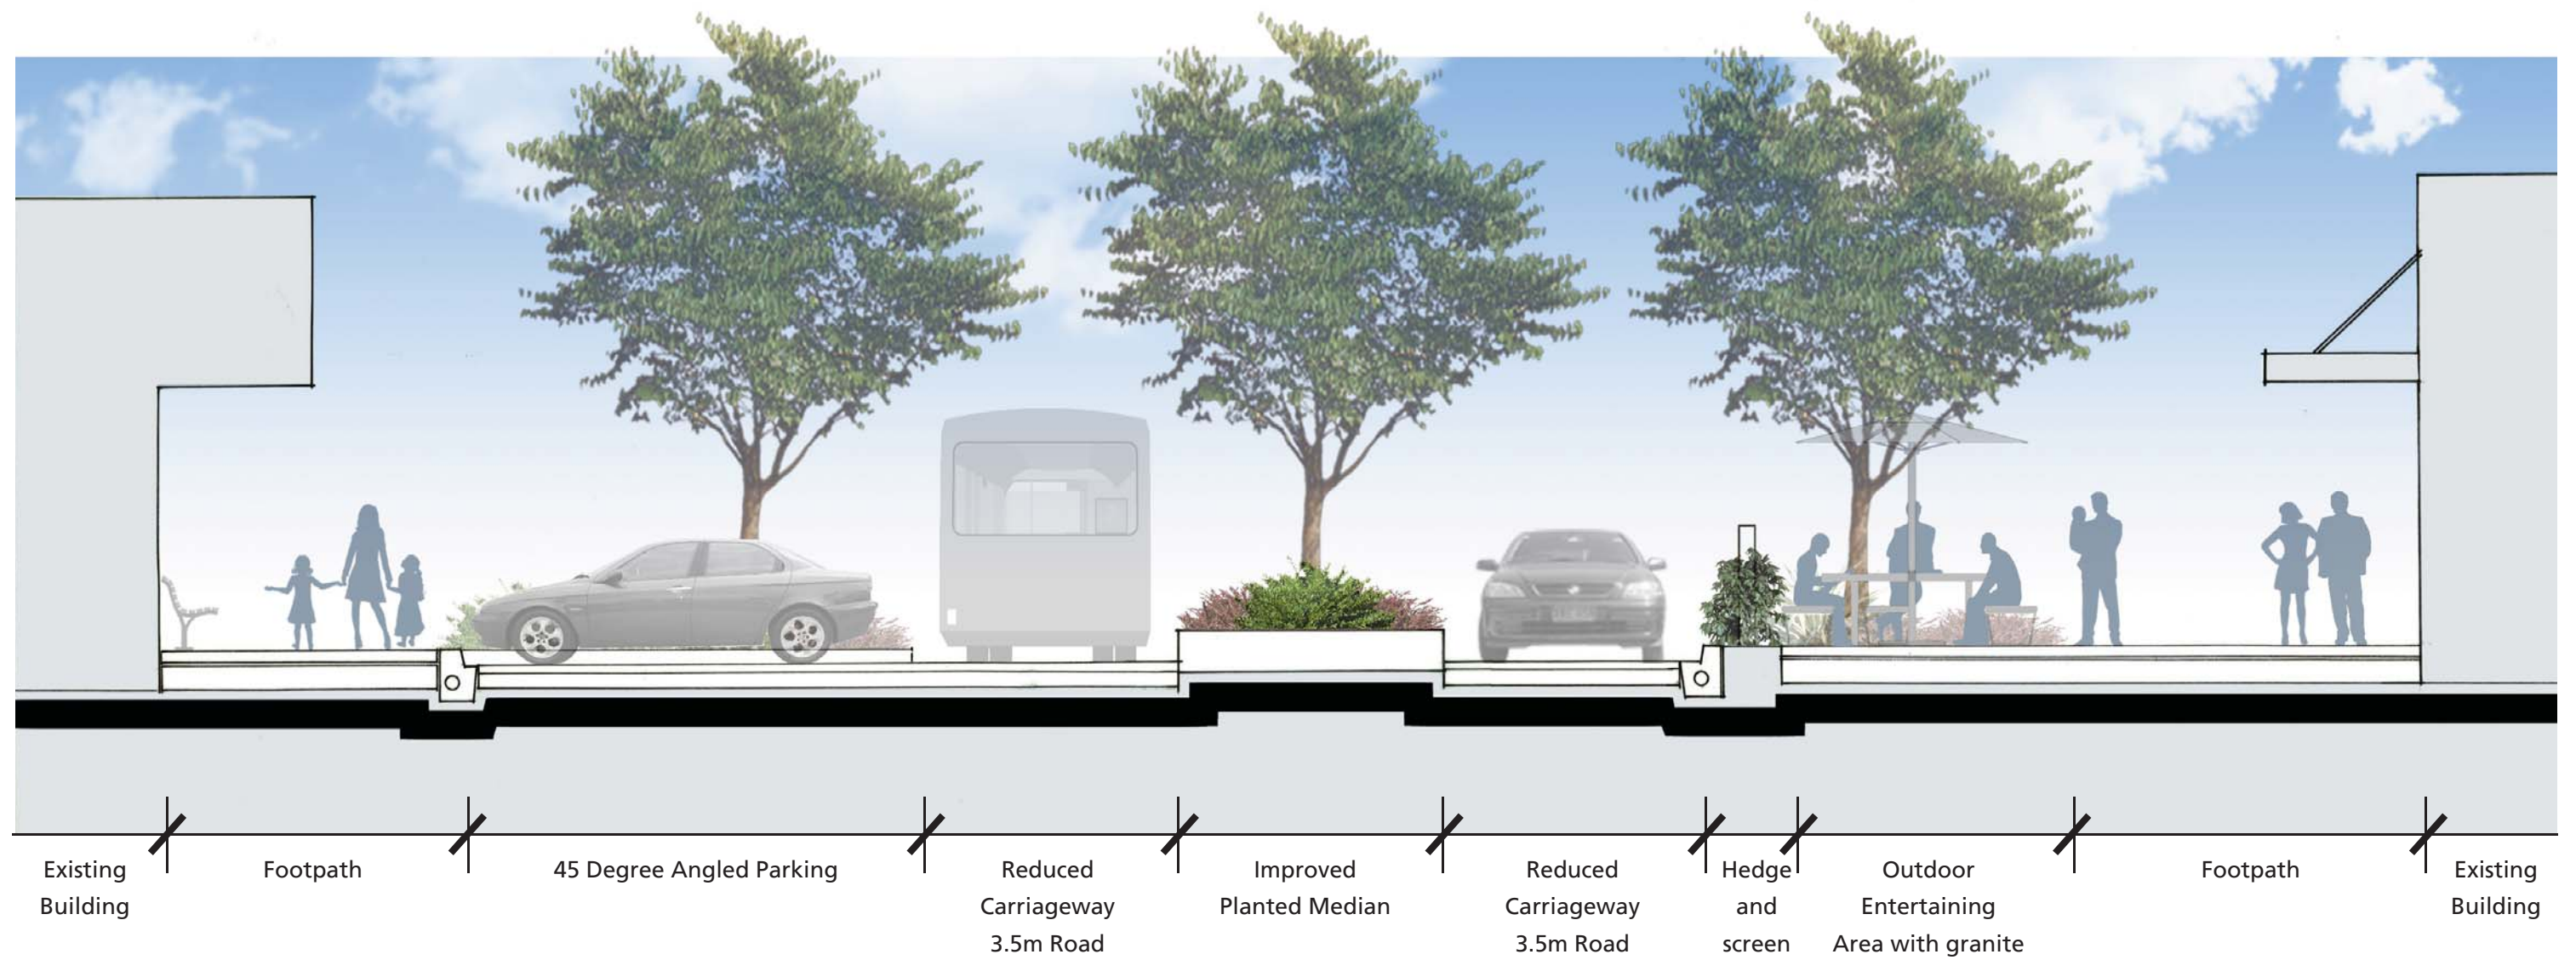 Existing
Building
Footpath
45 Degree Angled Parking
Reduced
Carriageway
3.5m Road
Improved
Planted Median
Reduced
Carriageway
3.5m Road
Hedge
and
screen
Outdoor
Entertaining
Area with granite
Footpath
Existing
Building